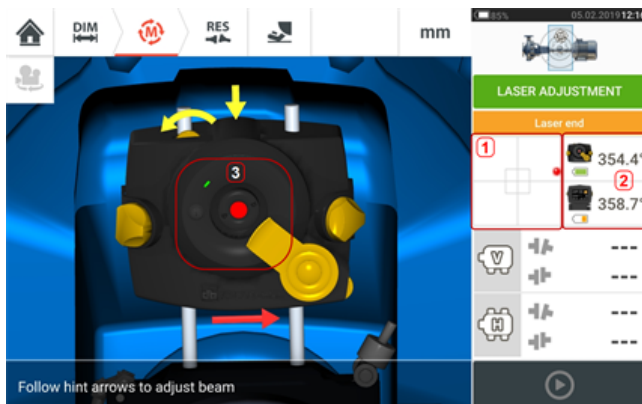 DIM
M
RES
mm
85%
05.02.2019 12:16
LASER ADJUSTMENT
Laser end
1
354.4°
2
358.7°
3
V
---
---
H
---
---
Follow hint arrows to adjust beam